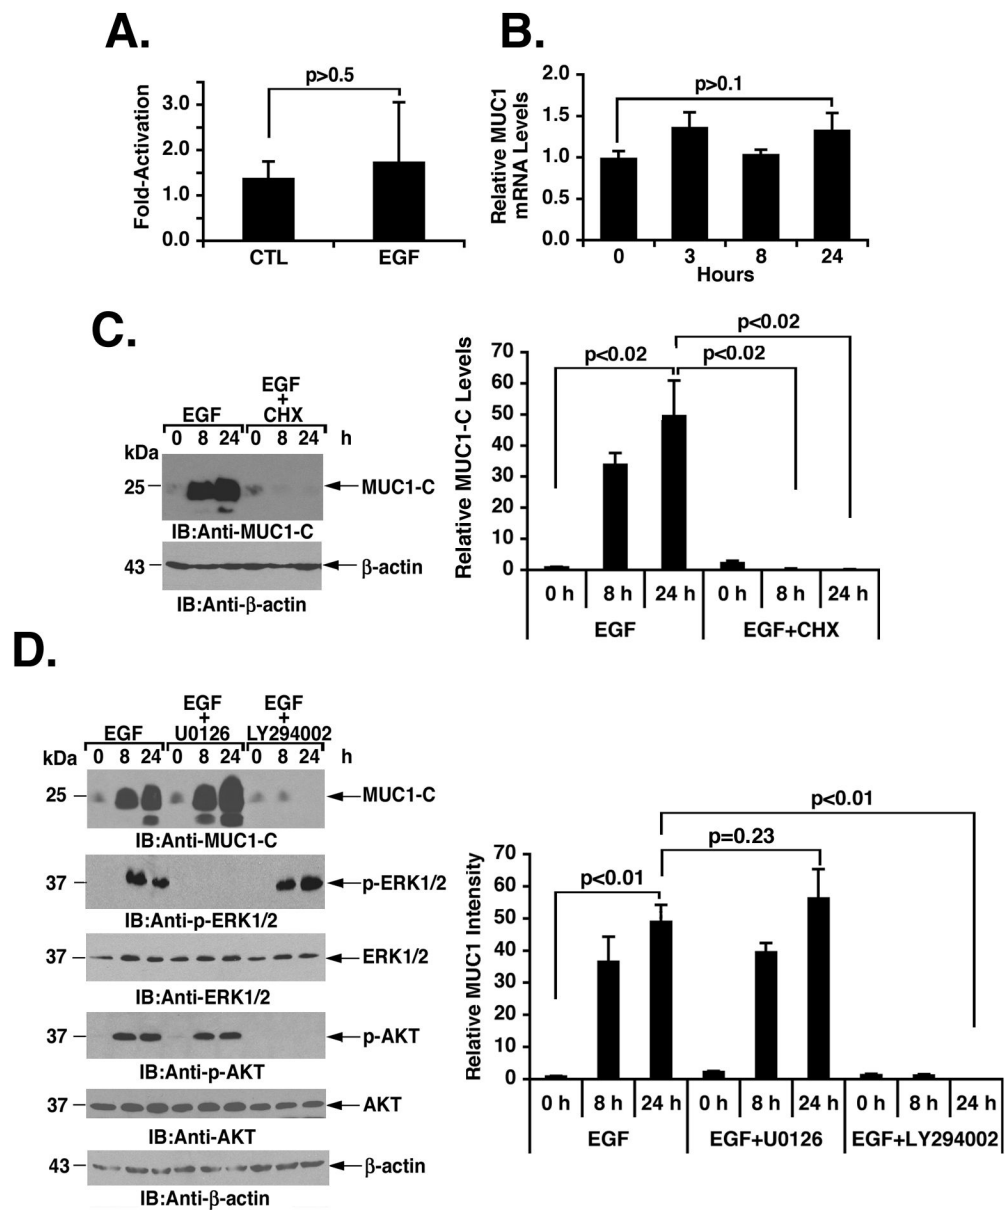 A.
p>0.5
Fold-Activation
3.0
2.0
1.0
0.0
CTL EGF
B.
p>0.1
Relative MUC1
mRNA Levels
2.0
1.5
1.0
0.5
0.0
0 3 8 24
Hours
C.
EGF
+
EGF CHX
0 8 24 0 8 24 h
kDa
25 MUC1-C
IB:Anti-MUC1-C
43 β-actin
IB:Anti-β-actin
Relative MUC1-C Levels
p<0.02
p<0.02 p<0.02
70
60
50
40
30
20
10
0
0 h 8 h 24 h 0 h 8 h 24 h
EGF EGF+CHX
D.
EGF EGF
+ +
EGF U0126 LY294002
kDa 0 8 24 0 8 24 0 8 24 h
25 MUC1-C
IB:Anti-MUC1-C
37 p-ERK1/2
IB:Anti-p-ERK1/2
37 ERK1/2
IB:Anti-ERK1/2
37 p-AKT
IB:Anti-p-AKT
37 AKT
IB:Anti-AKT
43 β-actin
IB:Anti-β-actin
Relative MUC1 Intensity
p<0.01
p=0.23
p<0.01
70
60
50
40
30
20
10
0
0 h 8 h 24 h 0 h 8 h 24 h 0 h 8 h 24 h
EGF EGF+U0126 EGF+LY294002